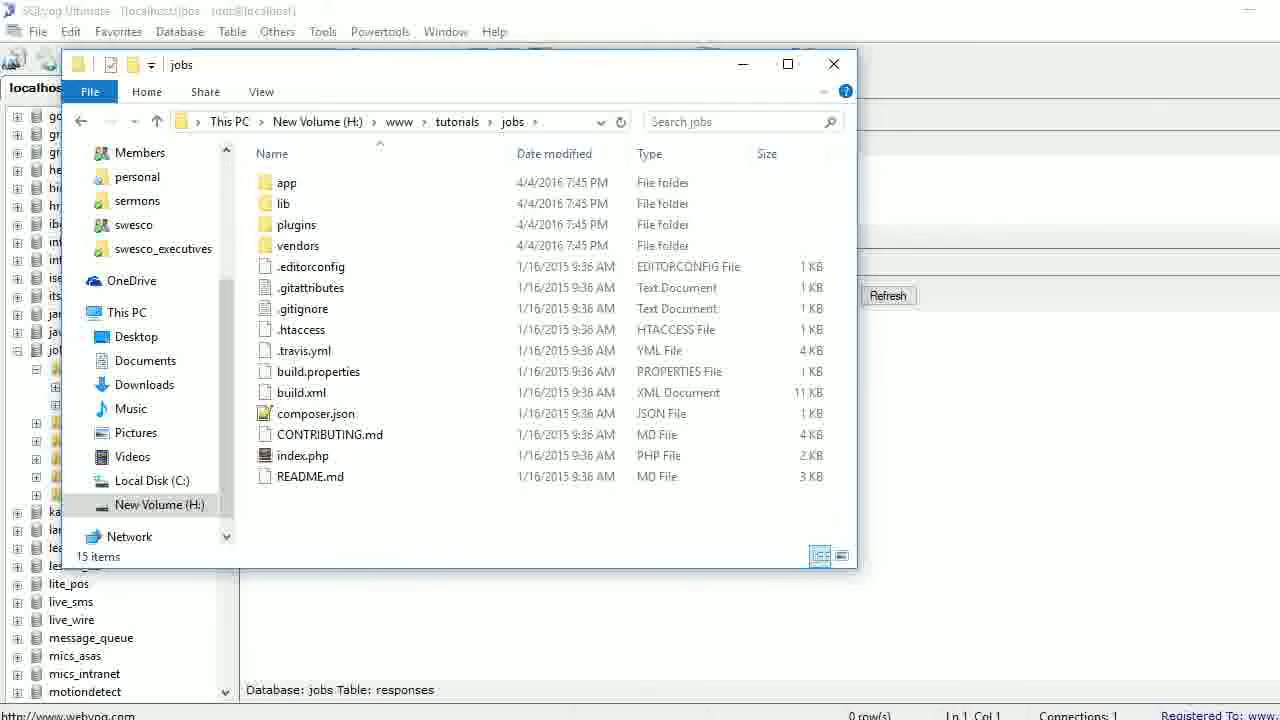 SQLyog Ultimate - [localhost/jobs - root@localhost]
File Edit Favorites Database Table Others Tools Powertools Window Help
jobs
File Home Share View
This PC > New Volume (H:) > www > tutorials > jobs >
Search jobs
Name Date modified Type Size
app 4/4/2016 7:45 PM File folder
lib 4/4/2016 7:45 PM File folder
plugins 4/4/2016 7:45 PM File folder
vendors 4/4/2016 7:45 PM File folder
.editorconfig 1/16/2015 9:36 AM EDITORCONFIG File 1 KB
.gitattributes 1/16/2015 9:36 AM Text Document 1 KB
.gitignore 1/16/2015 9:36 AM Text Document 1 KB
.htaccess 1/16/2015 9:36 AM HTACCESS File 1 KB
.travis.yml 1/16/2015 9:36 AM YML File 4 KB
build.properties 1/16/2015 9:36 AM PROPERTIES File 1 KB
build.xml 1/16/2015 9:36 AM XML Document 11 KB
composer.json 1/16/2015 9:36 AM JSON File 1 KB
CONTRIBUTING.md 1/16/2015 9:36 AM MD File 4 KB
index.php 1/16/2015 9:36 AM PHP File 2 KB
README.md 1/16/2015 9:36 AM MD File 3 KB
Members
personal
sermons
swesco
swesco_executives
OneDrive
This PC
Desktop
Documents
Downloads
Music
Pictures
Videos
Local Disk (C:)
New Volume (H:)
Network
15 items
Refresh
lite_pos
live_sms
live_wire
message_queue
mics_asas
mics_intranet
motiondetect
Database: jobs Table: responses
http://www.webyog.com
0 row(s) Ln 1, Col 1 Connections: 1 Registered To: www.